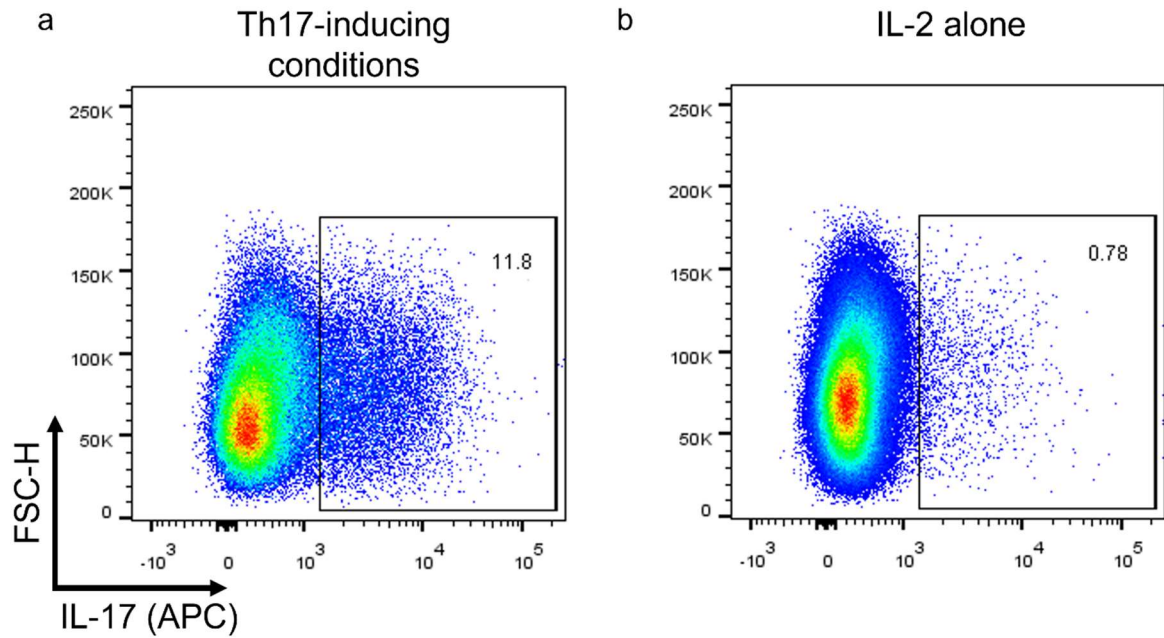 a
Th17-inducing
conditions
b
IL-2 alone
250K
200K
150K
100K
50K
0
11.8
-10³
0
10³
10⁴
10⁵
250K
200K
150K
100K
50K
0
0.78
-10³
0
10³
10⁴
10⁵
FSC-H
IL-17 (APC)